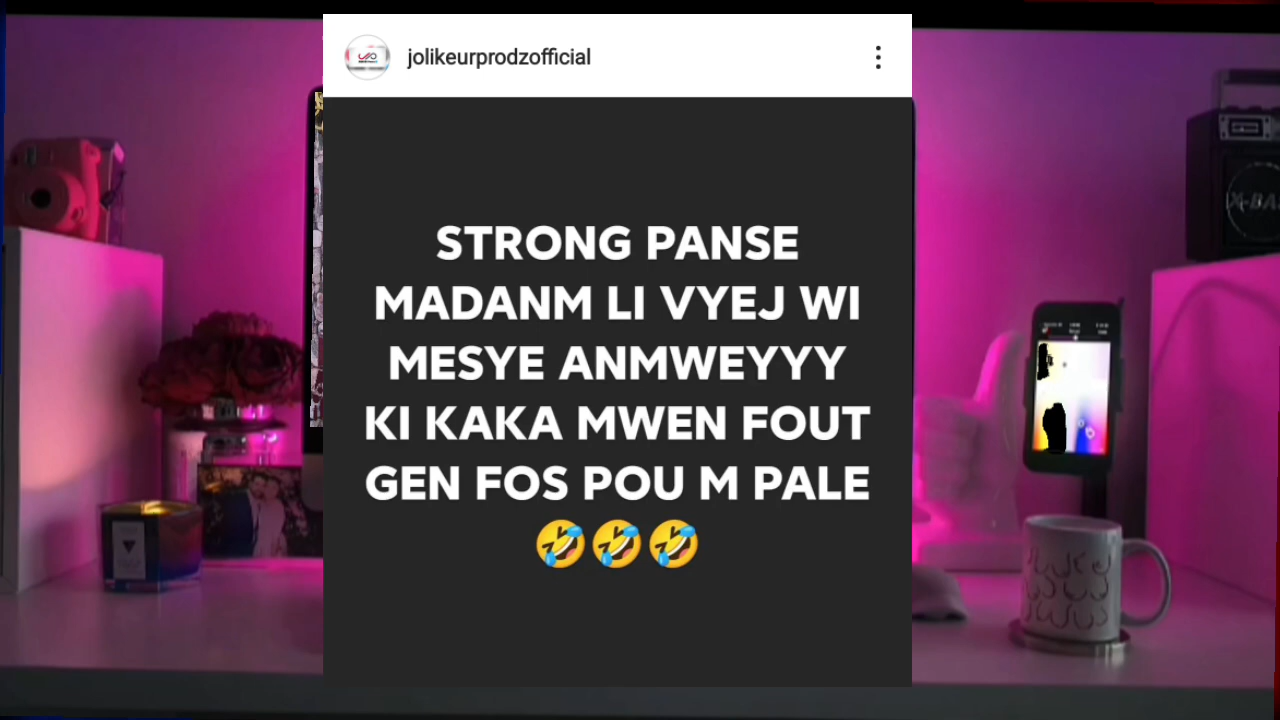 jolikeurprodzofficial
STRONG PANSE
MADANM LI VYEJ WI
MESYE ANMWEYYY
KI KAKA MWEN FOUT
GEN FOS POU M PALE
🤣🤣🤣